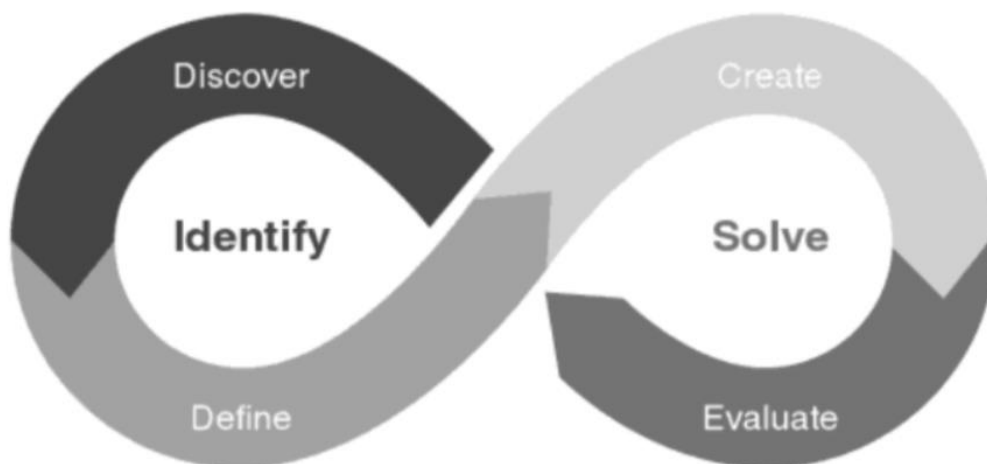 Discover
Create
Identify
Solve
Define
Evaluate